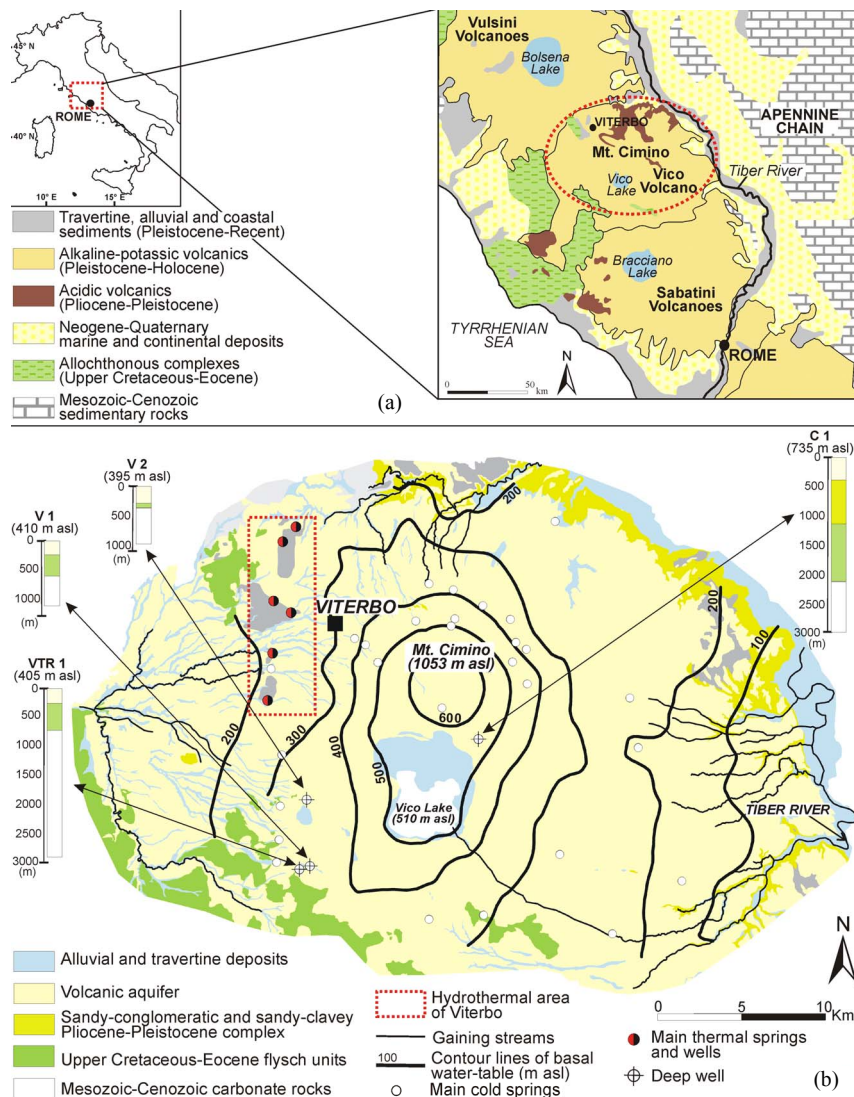 45° N
40° N
ROME
10° E
15° E
Travertine, alluvial and coastal
sediments (Pleistocene-Recent)
Alkaline-potassic volcanics
(Pleistocene-Holocene)
Acidic volcanics
(Pliocene-Pleistocene)
Neogene-Quaternary
marine and continental deposits
Allochthonous complexes
(Upper Cretaceous-Eocene)
Mesozoic-Cenozoic
sedimentary rocks
(a)
Vulsini
Volcanoes
Bolsena
Lake
VITERBO
Mt. Cimino
Vico
Lake
Vico
Volcano
APENNINE
CHAIN
Tiber River
Bracciano
Lake
Sabatini
Volcanoes
TYRRHENIAN
SEA
N
ROME
0
50
km
V 2
(395 m asl)
0
500
1000
(m)
V 1
(410 m asl)
0
500
1000
(m)
VTR 1
(405 m asl)
0
500
1000
1500
2000
2500
3000
(m)
C 1
(735 m asl)
0
500
1000
1500
2000
2500
3000
(m)
200
VITERBO
Mt. Cimino
(1053 m asl)
600
200
100
200
300
400
500
Vico Lake
(510 m asl)
TIBER RIVER
N
0
5
10
Km
Alluvial and travertine deposits
Volcanic aquifer
Sandy-conglomeratic and sandy-clavey
Pliocene-Pleistocene complex
Upper Cretaceous-Eocene flysch units
Mesozoic-Cenozoic carbonate rocks
Hydrothermal area
of Viterbo
Gaining streams
100
Contour lines of basal
water-table (m asl)
Main cold springs
Main thermal springs
and wells
Deep well
(b)